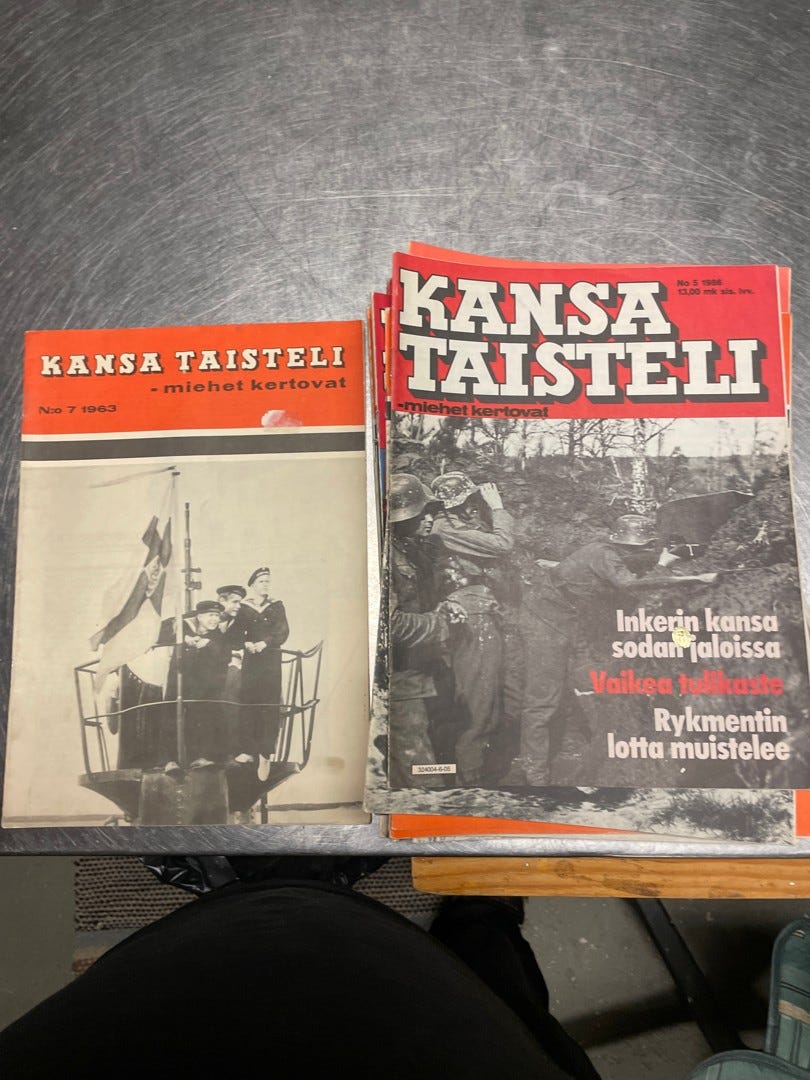 KANSA TAISTELI
- miehet kertovat
N:o 7 1963
KANSA
TAISTELI
No 5 1986
13,00 mk sis. lvv.
-miehet kertovat
Inkerin kansa
sodan jaloissa
Vaikea tulikaste
Rykmentin
lotta muistelee
324004-6-05